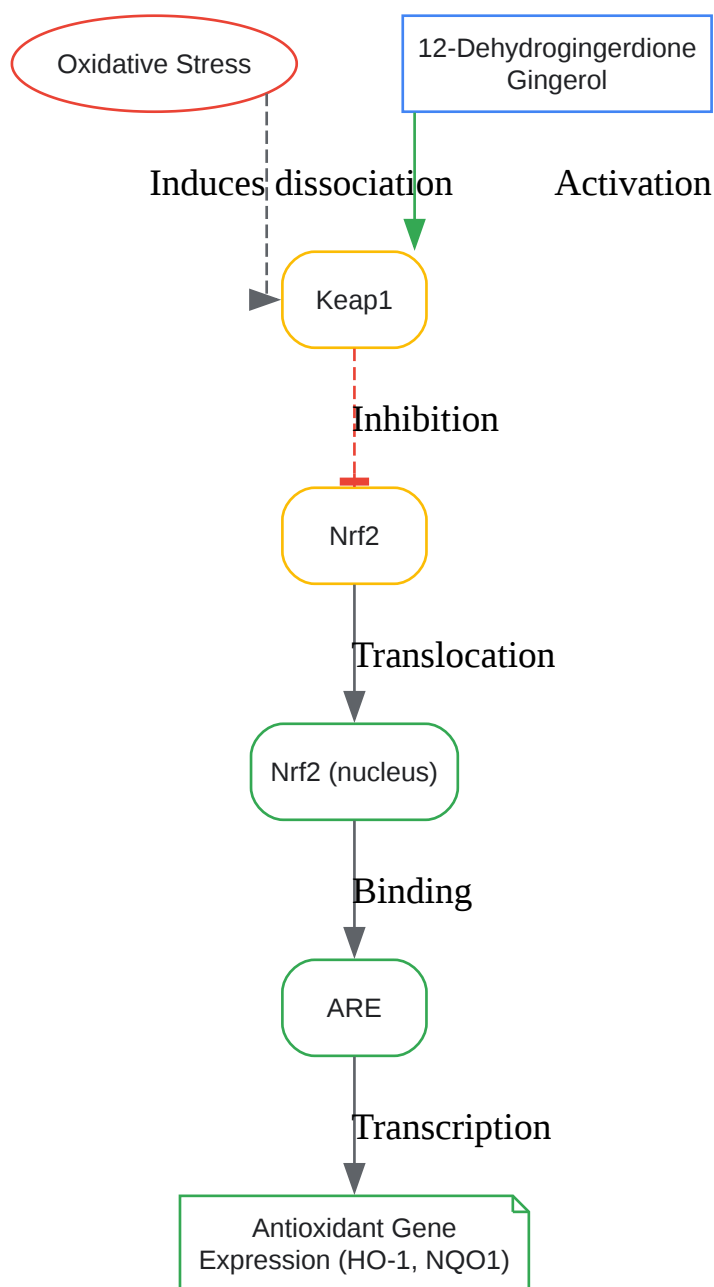 Oxidative Stress
12-Dehydrogingerdione
Gingerol
Induces dissociation
Activation
Keap1
Inhibition
Nrf2
Translocation
Nrf2 (nucleus)
Binding
ARE
Transcription
Antioxidant Gene
Expression (HO-1, NQO1)